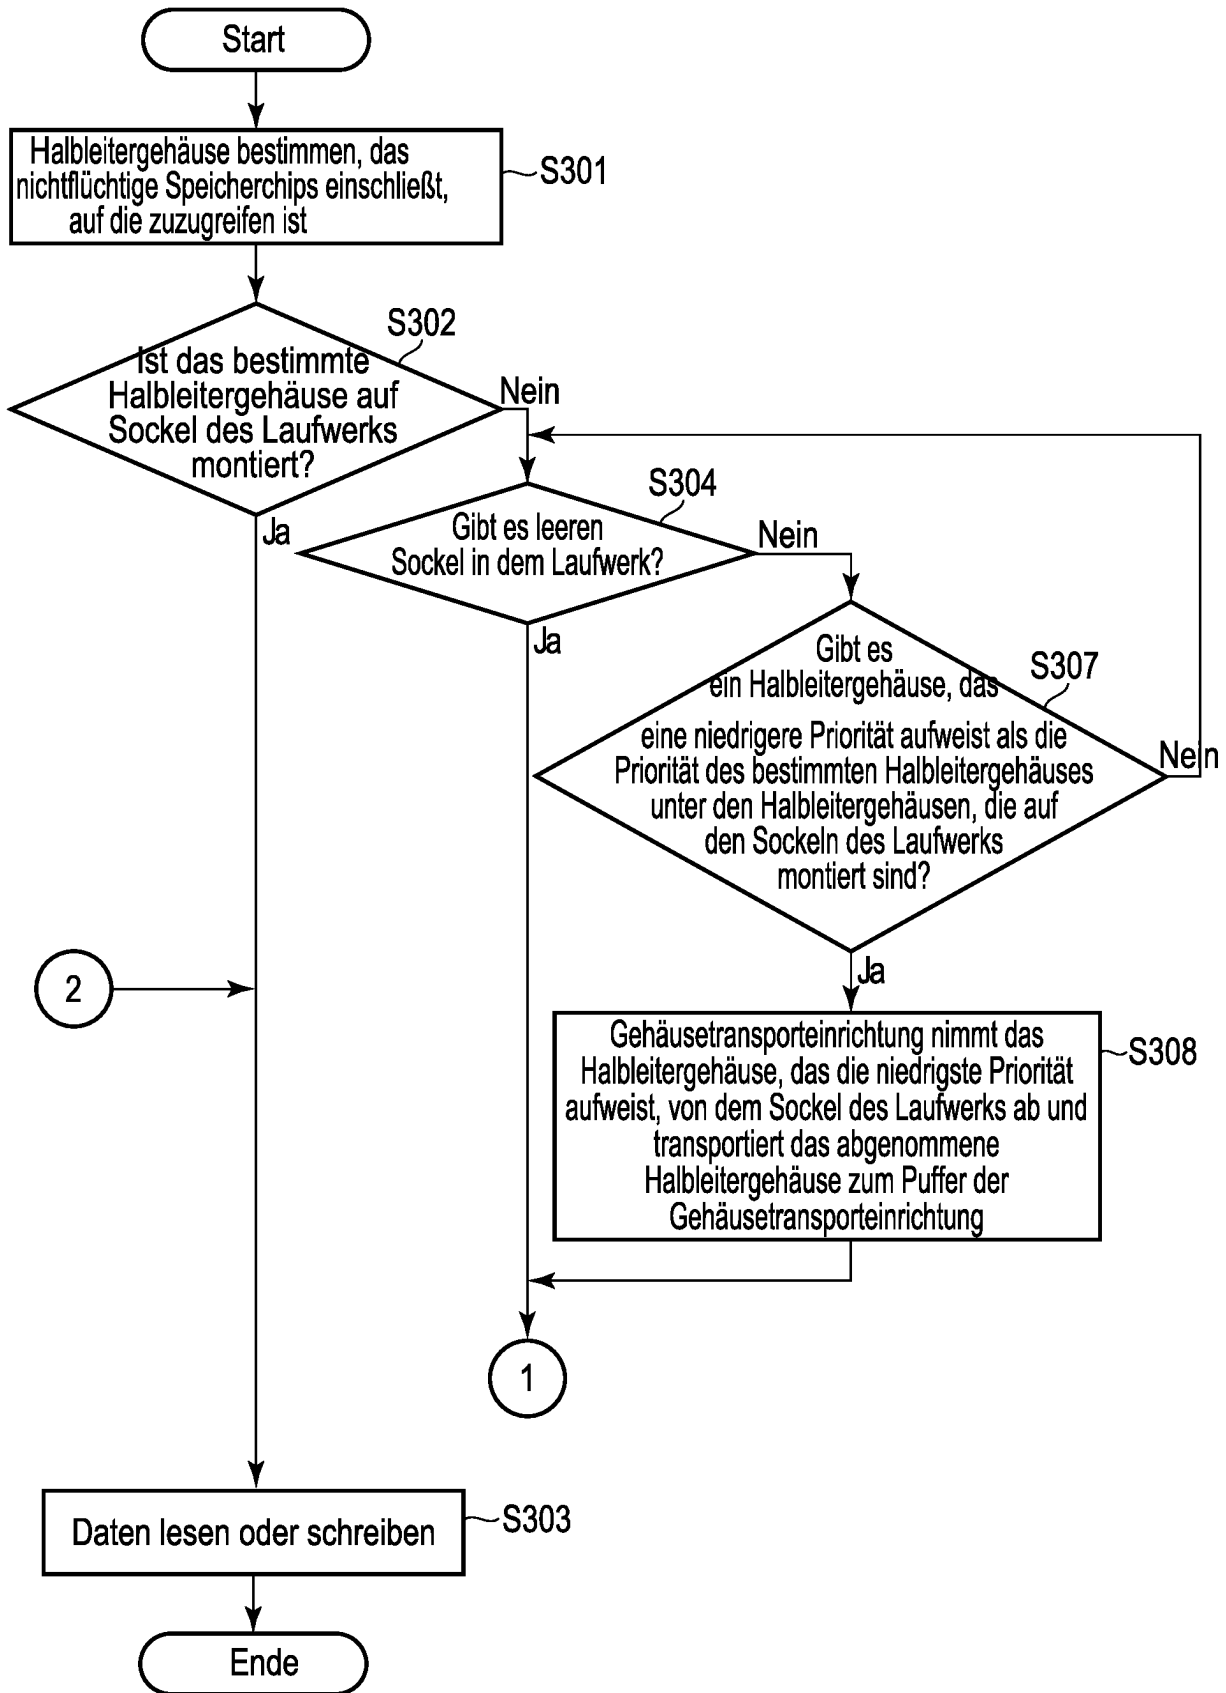 Start
Halbleitergehäuse bestimmen, das
nichtflüchtige Speicherchips einschließt,
auf die zuzugreifen ist
S301
S302
Ist das bestimmte
Halbleitergehäuse auf
Sockel des Laufwerks
montiert?
Nein
Ja
S304
Gibt es leeren
Sockel in dem Laufwerk?
Nein
Ja
S307
Gibt es
ein Halbleitergehäuse, das
eine niedrigere Priorität aufweist als die
Priorität des bestimmten Halbleitergehäuses
unter den Halbleitergehäusen, die auf
den Sockeln des Laufwerks
montiert sind?
Nein
Ja
2
Gehäusetransporteinrichtung nimmt das
Halbleitergehäuse, das die niedrigste Priorität
aufweist, von dem Sockel des Laufwerks ab und
transportiert das abgenommene
Halbleitergehäuse zum Puffer der
Gehäusetransporteinrichtung
S308
1
Daten lesen oder schreiben
S303
Ende